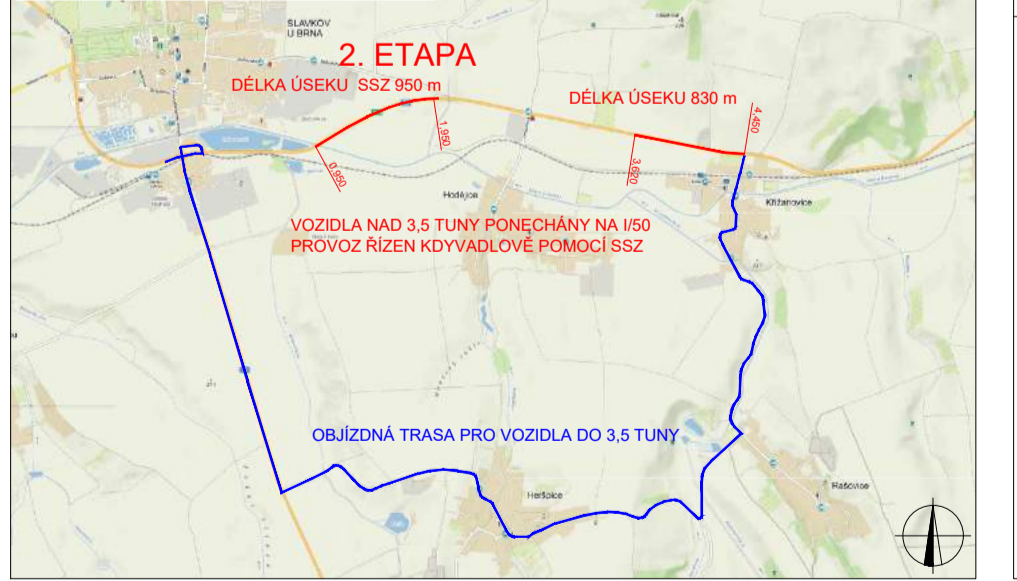 SLAVKOV
U BRNA
2. ETAPA
DÉLKA ÚSEKU SSZ 950 m
DÉLKA ÚSEKU 830 m
4,450
1,950
3,620
0,950
Hodějice
Křižanovice
VOZIDLA NAD 3,5 TUNY PONECHÁNY NA I/50
PROVOZ ŘÍZEN KDYVADLOVĚ POMOCÍ SSZ
OBJÍZDNÁ TRASA PRO VOZIDLA DO 3,5 TUNY
Heršpice
Rašovice